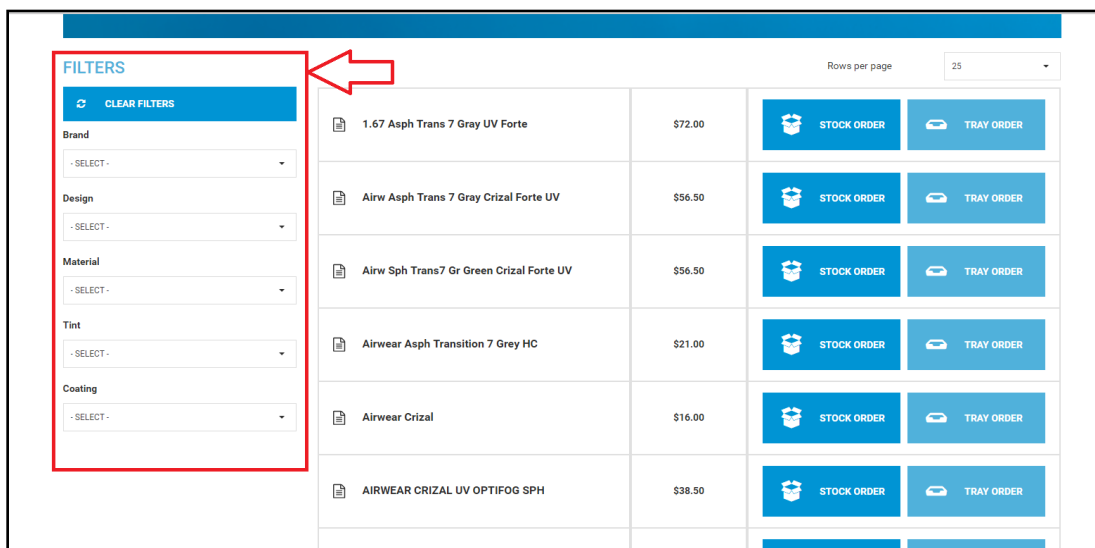 FILTERS
CLEAR FILTERS
Brand
- SELECT -
Design
- SELECT -
Material
- SELECT -
Tint
- SELECT -
Coating
- SELECT -
Rows per page 25
1.67 Asph Trans 7 Gray UV Forte $72.00 STOCK ORDER TRAY ORDER
Airw Asph Trans 7 Gray Crizal Forte UV $56.50 STOCK ORDER TRAY ORDER
Airw Sph Trans7 Gr Green Crizal Forte UV $56.50 STOCK ORDER TRAY ORDER
Airwear Asph Transition 7 Grey HC $21.00 STOCK ORDER TRAY ORDER
Airwear Crizal $16.00 STOCK ORDER TRAY ORDER
AIRWEAR CRIZAL UV OPTIFOG SPH $38.50 STOCK ORDER TRAY ORDER